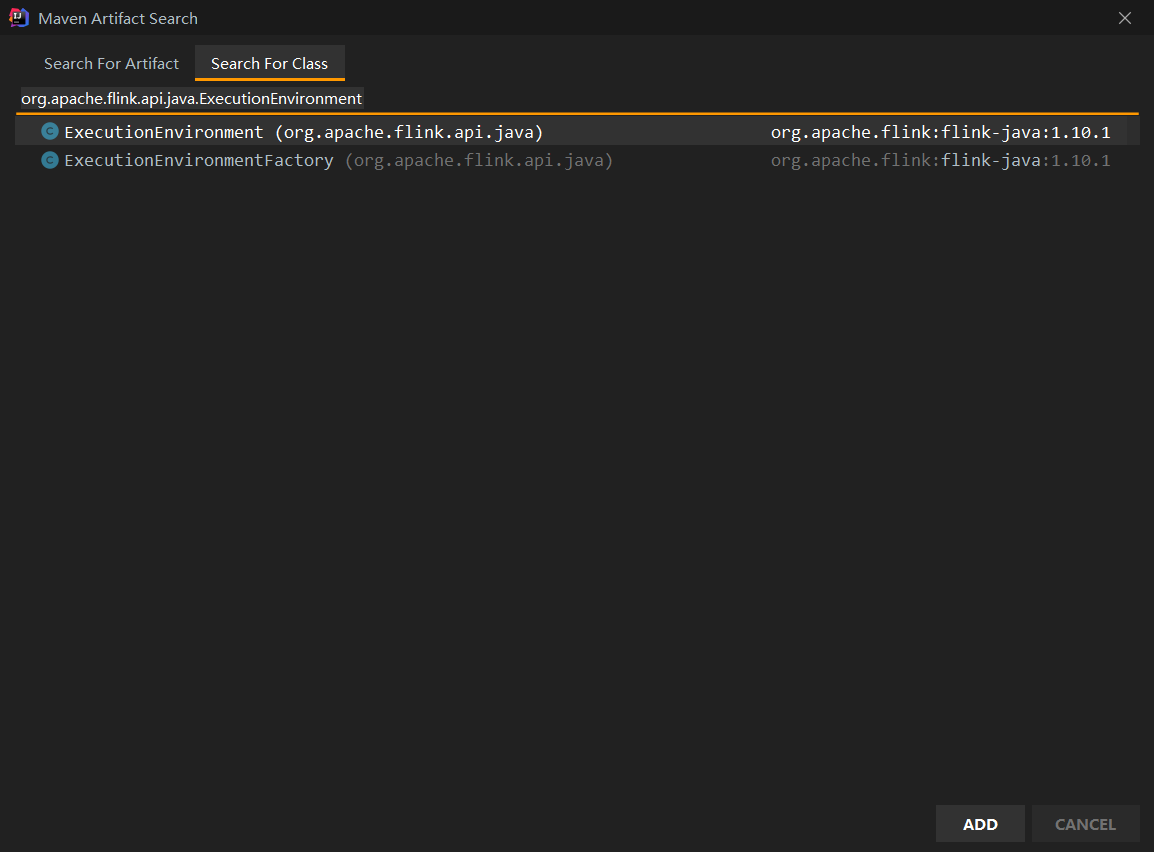 Maven Artifact Search
Search For Artifact Search For Class
org.apache.flink.api.java.ExecutionEnvironment
ExecutionEnvironment (org.apache.flink.api.java) org.apache.flink:flink-java:1.10.1
ExecutionEnvironmentFactory (org.apache.flink.api.java) org.apache.flink:flink-java:1.10.1
ADD CANCEL